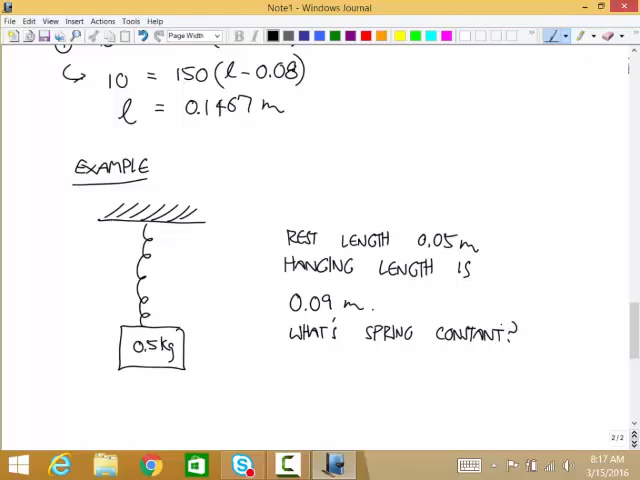 Note1 - Windows Journal
File Edit View Insert Actions Tools Help
Page Width
10 = 150(l - 0.08)
l = 0.1467 m
EXAMPLE
REST LENGTH 0.05 m
HANGING LENGTH IS
0.09 m.
WHAT'S SPRING CONSTANT?
0.5 kg
2/2
8:17 AM
3/15/2016